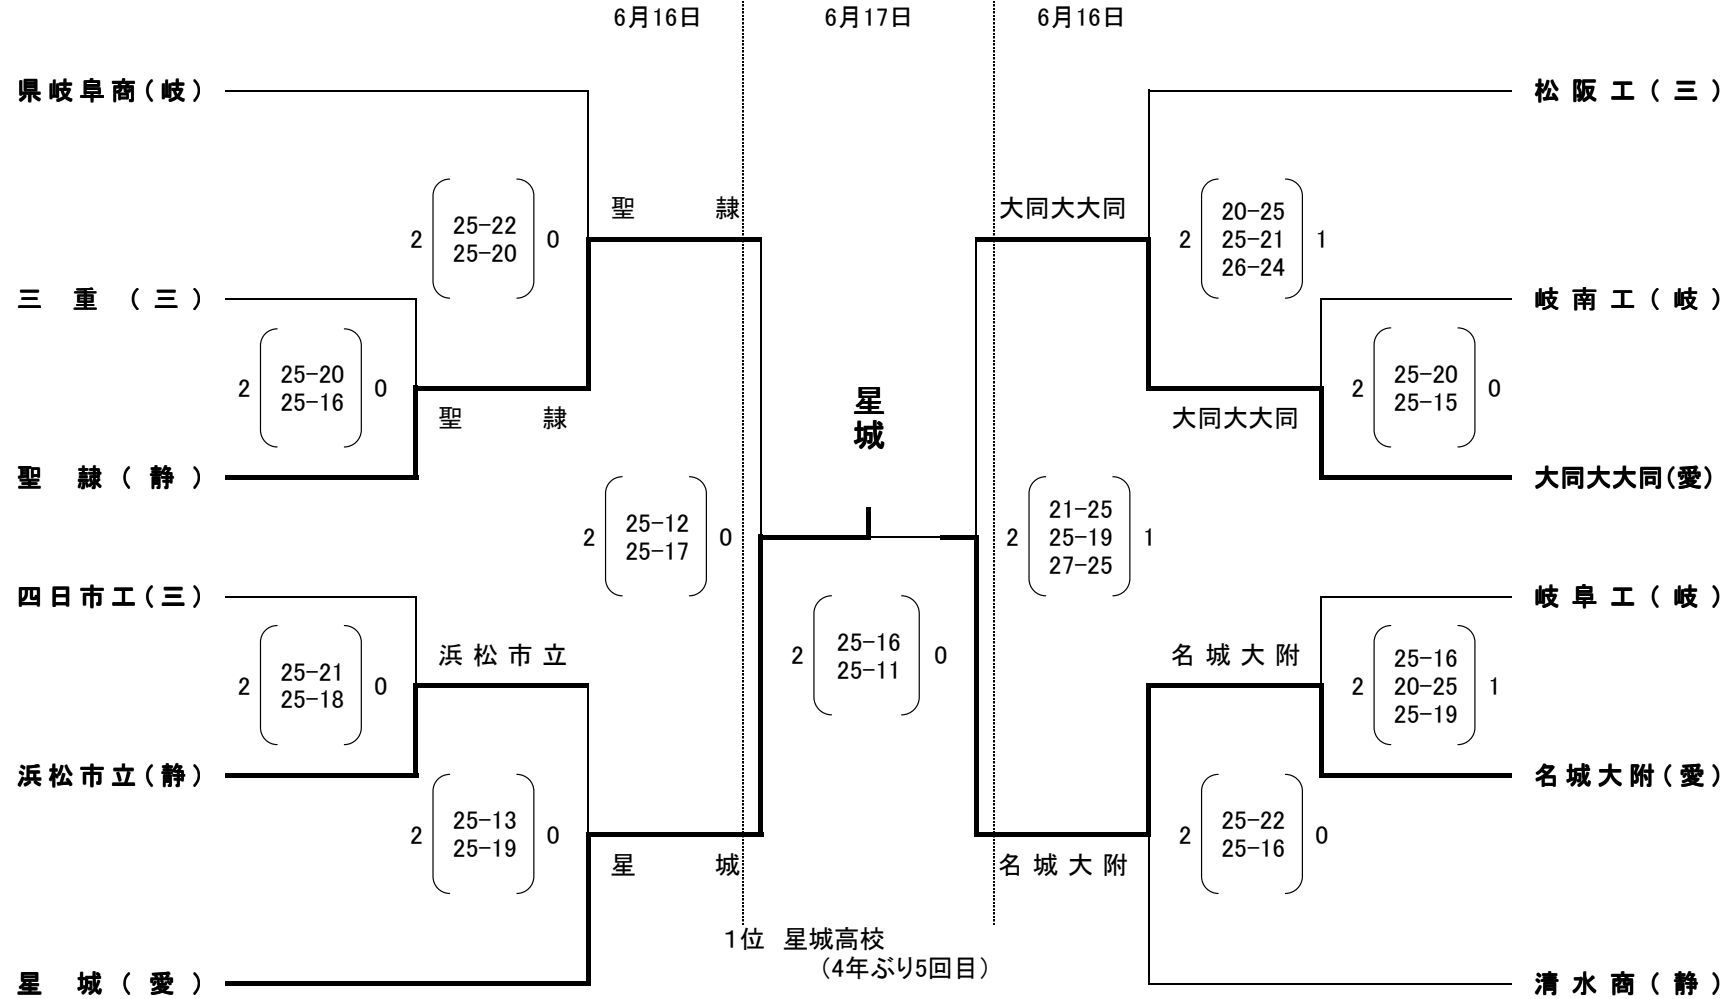 6月16日 6月17日 6月16日
県岐阜商(岐) 松阪工(三)
聖隷 大同大大同
2 25-22 0
25-20
2 20-25 1
25-21
26-24
三重(三) 岐南工(岐)
2 25-20 0
25-16
2 25-20 0
25-15
聖隷 大同大大同
星城
聖隷(静) 大同大大同(愛)
2 25-12 0
25-17
2 21-25 1
25-19
27-25
四日市工(三) 岐阜工(岐)
浜松市立 名城大附
2 25-21 0
25-18
2 25-16 0
25-11
2 25-16 1
20-25
25-19
浜松市立(静) 名城大附(愛)
2 25-13 0
25-19
2 25-22 0
25-16
星城 名城大附
1位 星城高校
(4年ぶり5回目)
星城(愛) 清水商(静)